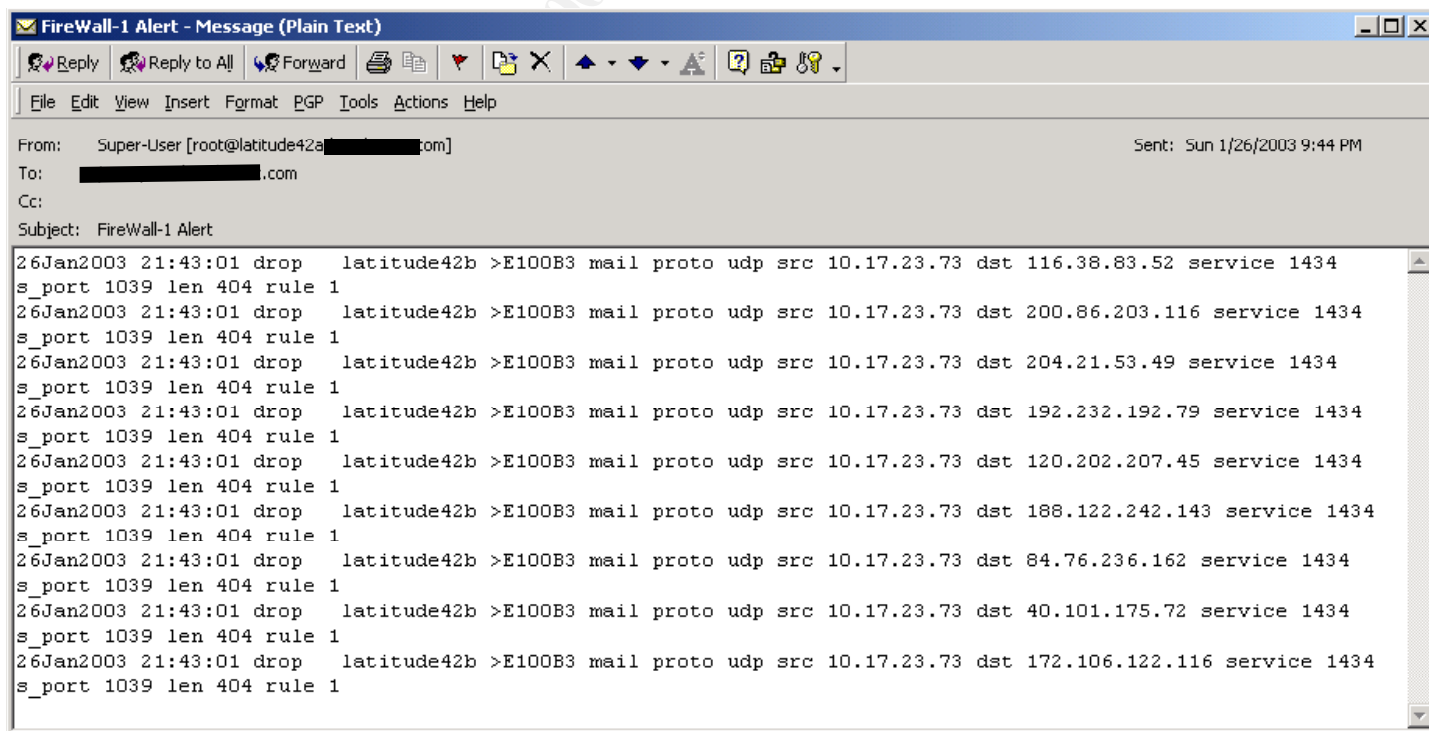 FireWall-1 Alert - Message (Plain Text)
Reply Reply to All Forward
File Edit View Insert Format PGP Tools Actions Help
From: Super-User [root@latitude42a com] Sent: Sun 1/26/2003 9:44 PM
To: .com
Cc:
Subject: FireWall-1 Alert
26Jan2003 21:43:01 drop latitude42b >E100B3 mail proto udp src 10.17.23.73 dst 116.38.83.52 service 1434
s_port 1039 len 404 rule 1
26Jan2003 21:43:01 drop latitude42b >E100B3 mail proto udp src 10.17.23.73 dst 200.86.203.116 service 1434
s_port 1039 len 404 rule 1
26Jan2003 21:43:01 drop latitude42b >E100B3 mail proto udp src 10.17.23.73 dst 204.21.53.49 service 1434
s_port 1039 len 404 rule 1
26Jan2003 21:43:01 drop latitude42b >E100B3 mail proto udp src 10.17.23.73 dst 192.232.192.79 service 1434
s_port 1039 len 404 rule 1
26Jan2003 21:43:01 drop latitude42b >E100B3 mail proto udp src 10.17.23.73 dst 120.202.207.45 service 1434
s_port 1039 len 404 rule 1
26Jan2003 21:43:01 drop latitude42b >E100B3 mail proto udp src 10.17.23.73 dst 188.122.242.143 service 1434
s_port 1039 len 404 rule 1
26Jan2003 21:43:01 drop latitude42b >E100B3 mail proto udp src 10.17.23.73 dst 84.76.236.162 service 1434
s_port 1039 len 404 rule 1
26Jan2003 21:43:01 drop latitude42b >E100B3 mail proto udp src 10.17.23.73 dst 40.101.175.72 service 1434
s_port 1039 len 404 rule 1
26Jan2003 21:43:01 drop latitude42b >E100B3 mail proto udp src 10.17.23.73 dst 172.106.122.116 service 1434
s_port 1039 len 404 rule 1